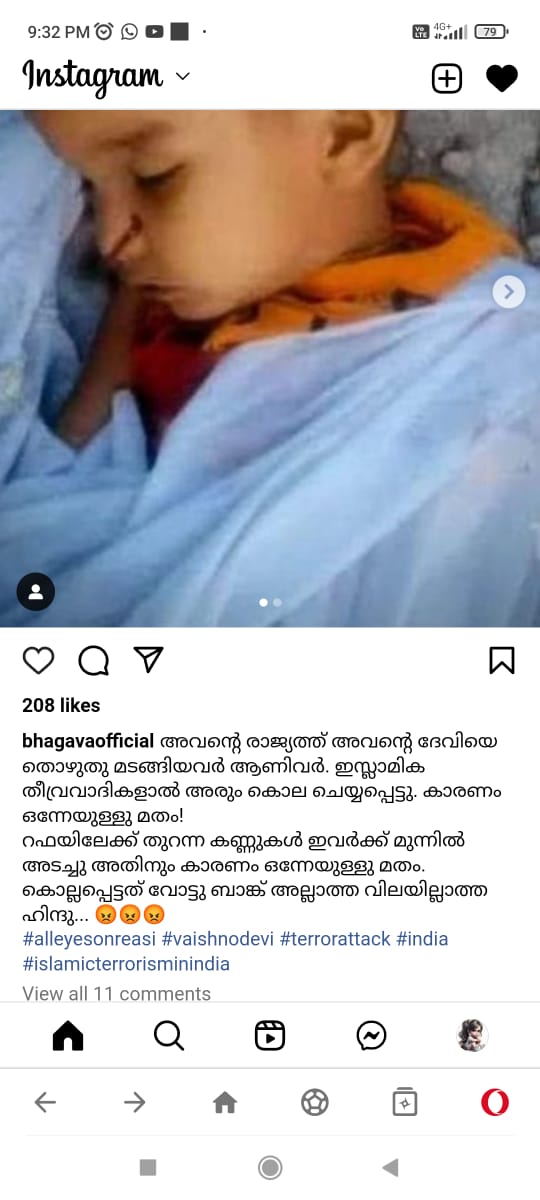 9:32 PM
Vo LTE 4G+ 79
Instagram
208 likes
bhagavaofficial അവന്റെ രാജ്യത്ത് അവന്റെ ദേവിയെ
തൊഴുതു മടങ്ങിയവർ ആണിവർ. ഇസ്ലാമിക
തീവ്രവാദികളാൽ അരും കൊല ചെയ്യപ്പെട്ടു. കാരണം
ഒന്നേയുള്ളു മതം!
റഫയിലേക്ക് തുറന്ന കണ്ണുകൾ ഇവർക്ക് മുന്നിൽ
അടച്ചു അതിനും കാരണം ഒന്നേയുള്ളു മതം.
കൊല്ലപ്പെട്ടത് വോട്ടു ബാങ്ക് അല്ലാത്ത വിലയില്ലാത്ത
ഹിന്ദു... 😡😡😡
#alleyesonreasi #vaishnodevi #terrorattack #india
#islamicterrorisminindia
View all 11 comments